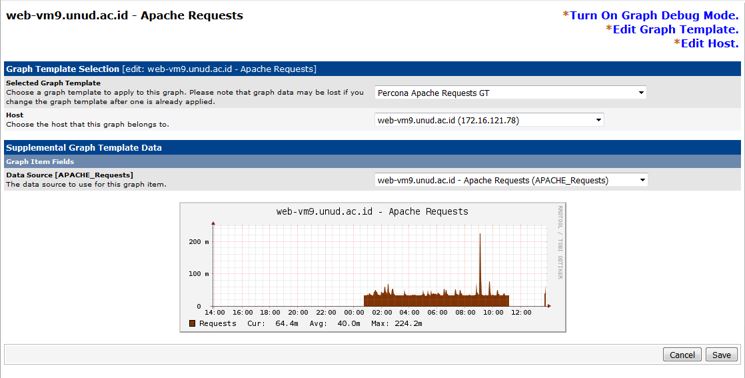 web-vm9.unud.ac.id - Apache Requests
*Turn On Graph Debug Mode.
*Edit Graph Template.
*Edit Host.
Graph Template Selection [edit: web-vm9.unud.ac.id - Apache Requests]
Selected Graph Template
Choose a graph template to apply to this graph. Please note that graph data may be lost if you
change the graph template after one is already applied.
Percona Apache Requests GT
Host
Choose the host that this graph belongs to.
web-vm9.unud.ac.id (172.16.121.78)
Supplemental Graph Template Data
Graph Item Fields
Data Source [APACHE_Requests]
The data source to use for this graph item.
web-vm9.unud.ac.id - Apache Requests (APACHE_Requests)
web-vm9.unud.ac.id - Apache Requests
RRDTOOL / TOBI OETIKER
200 m
100 m
0
14:00 16:00 18:00 20:00 22:00 00:00 02:00 04:00 06:00 08:00 10:00 12:00
Requests Cur: 64.4m Avg: 40.0m Max: 224.2m
Cancel Save